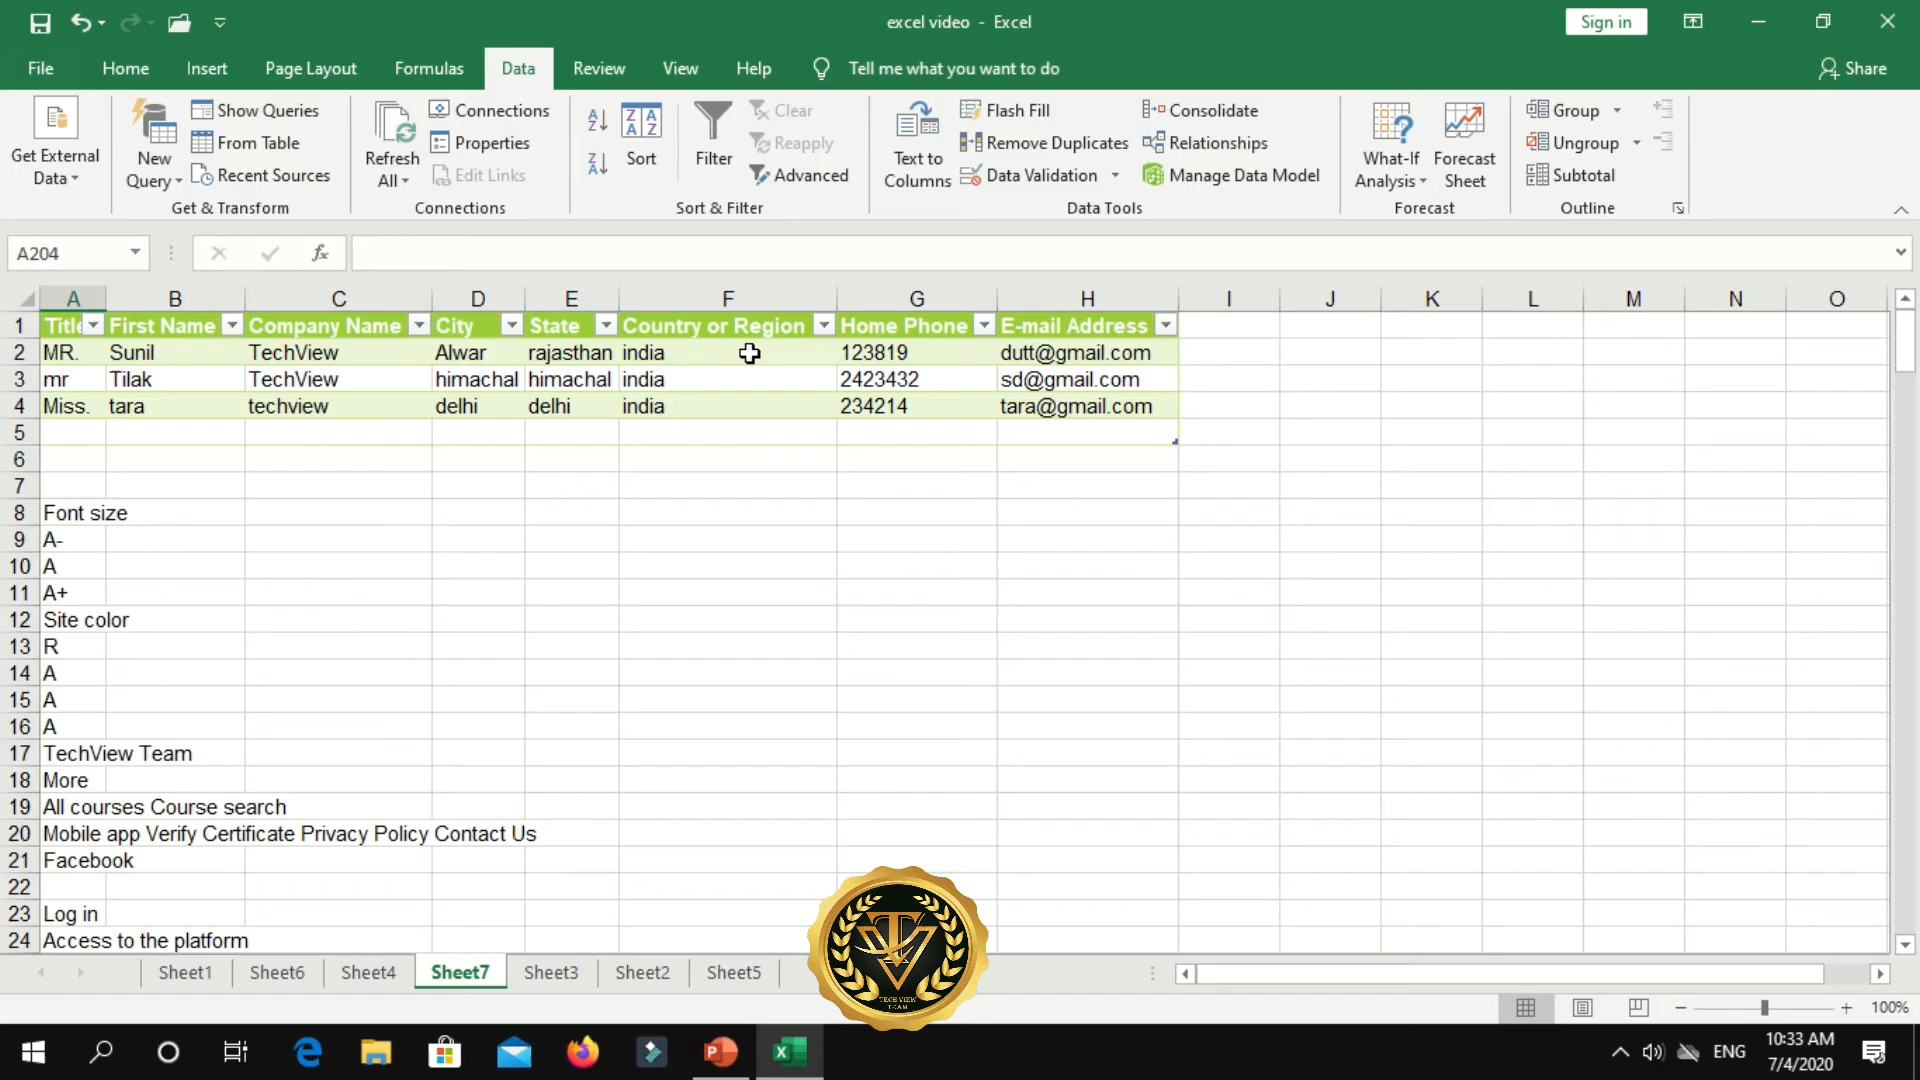 excel video - Excel
Sign in
File Home Insert Page Layout Formulas Data Review View Help Tell me what you want to do Share
Get External Data
New Query
Show Queries
From Table
Recent Sources
Get & Transform
Refresh All
Connections
Properties
Edit Links
Connections
Sort
Filter
Clear
Reapply
Advanced
Sort & Filter
Text to Columns
Flash Fill
Remove Duplicates
Data Validation
Consolidate
Relationships
Manage Data Model
Data Tools
What-If Analysis
Forecast Sheet
Forecast
Group
Ungroup
Subtotal
Outline
A204 fx
A B C D E F G H I J K L M N O
1 Title First Name Company Name City State Country or Region Home Phone E-mail Address
2 MR. Sunil TechView Alwar rajasthan india 123819 dutt@gmail.com
3 mr Tilak TechView himachal himachal india 2423432 sd@gmail.com
4 Miss. tara techview delhi delhi india 234214 tara@gmail.com
5
6
7
8 Font size
9 A-
10 A
11 A+
12 Site color
13 R
14 A
15 A
16 A
17 TechView Team
18 More
19 All courses Course search
20 Mobile app Verify Certificate Privacy Policy Contact Us
21 Facebook
22
23 Log in
24 Access to the platform
TECH VIEW
TEAM
Sheet1 Sheet6 Sheet4 Sheet7 Sheet3 Sheet2 Sheet5
100%
ENG
10:33 AM
7/4/2020